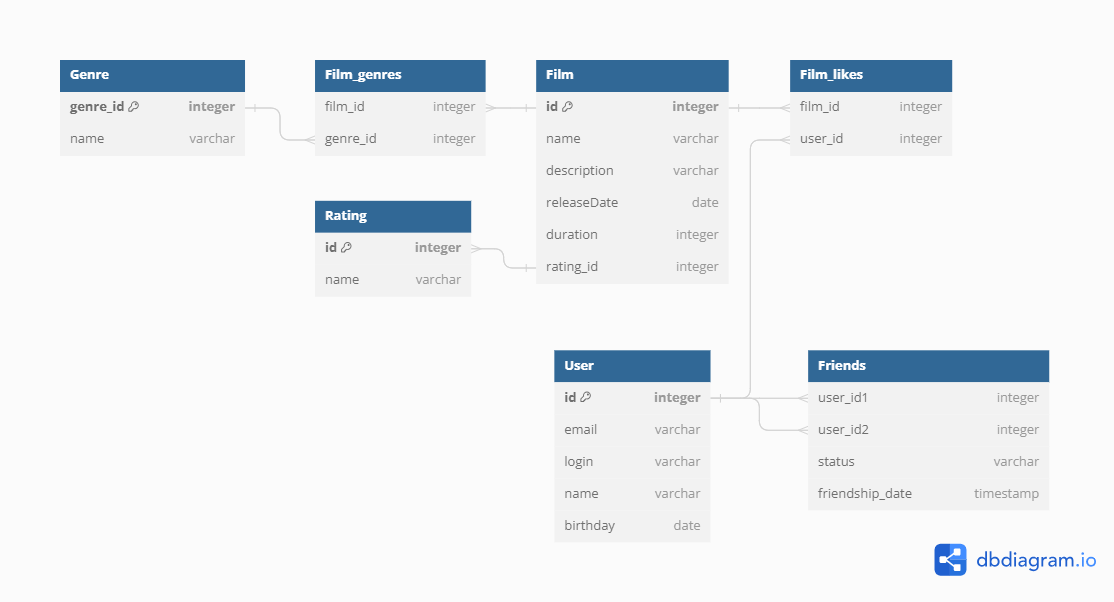 Genre
genre_id integer
name varchar
Film_genres
film_id integer
genre_id integer
Film
id integer
name varchar
description varchar
releaseDate date
duration integer
rating_id integer
Film_likes
film_id integer
user_id integer
Rating
id integer
name varchar
User
id integer
email varchar
login varchar
name varchar
birthday date
Friends
user_id1 integer
user_id2 integer
status varchar
friendship_date timestamp
dbdiagram.io